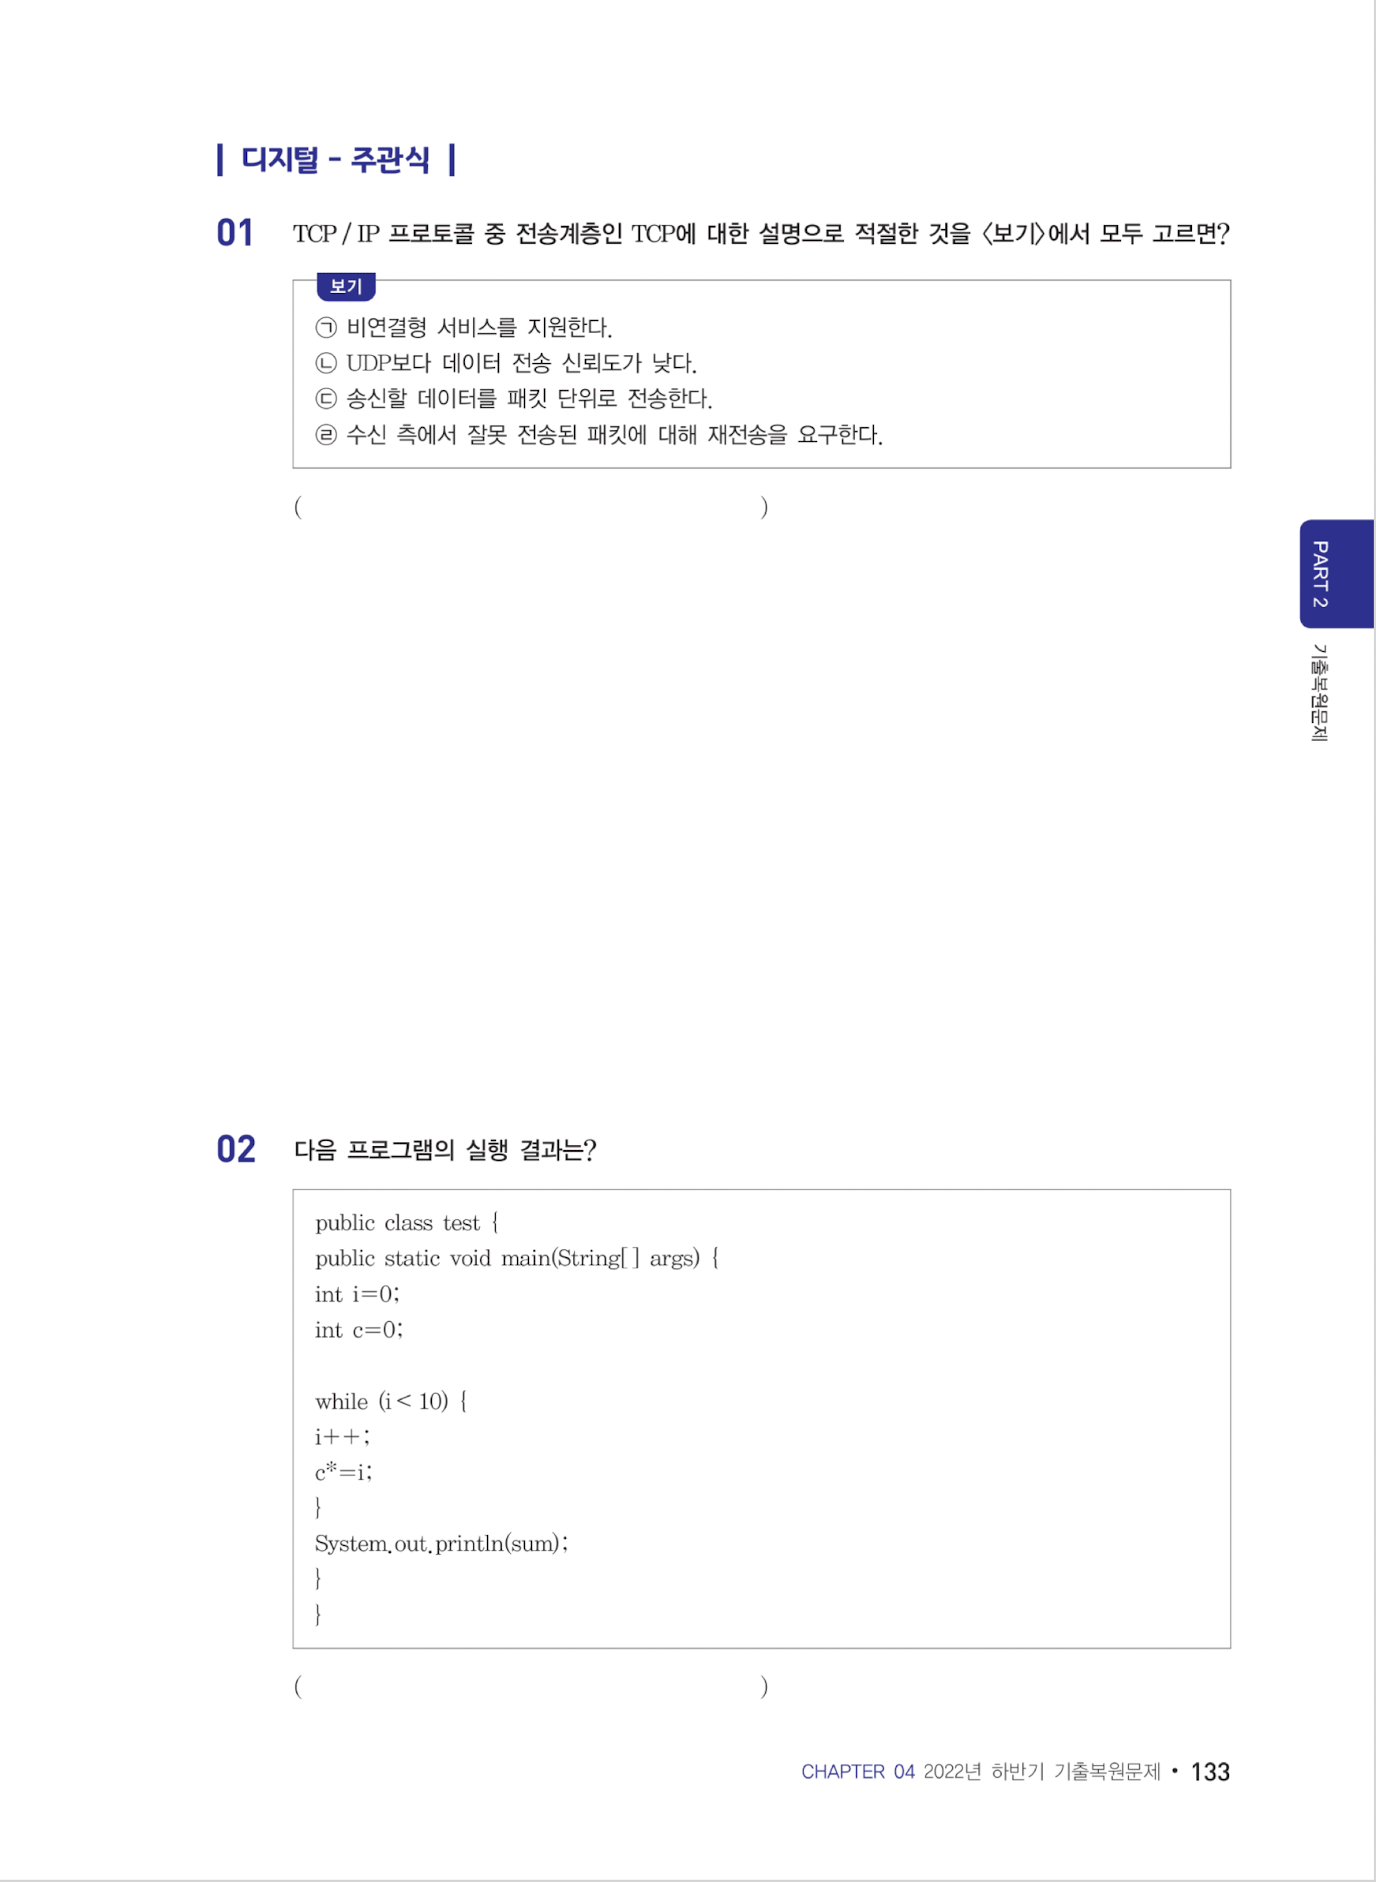 디지털 - 주관식
01 TCP / IP 프로토콜 중 전송계층인 TCP에 대한 설명으로 적절한 것을 〈보기〉에서 모두 고르면?
보기
㉠ 비연결형 서비스를 지원한다.
㉡ UDP보다 데이터 전송 신뢰도가 낮다.
㉢ 송신할 데이터를 패킷 단위로 전송한다.
㉣ 수신 측에서 잘못 전송된 패킷에 대해 재전송을 요구한다.
( )
PART 2
기출복원문제
02 다음 프로그램의 실행 결과는?
public class test {
public static void main(String[ ] args) {
int i=0;
int c=0;
while (i < 10) {
i++;
c*=i;
}
System.out.println(sum);
}
}
( )
CHAPTER 04 2022년 하반기 기출복원문제 • 133